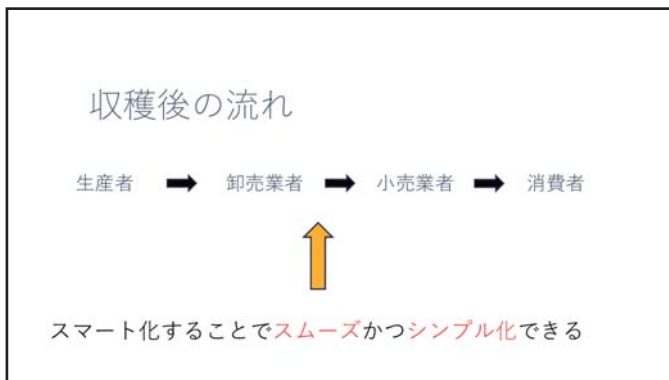 収穫後の流れ
生産者 ➡ 卸売業者 ➡ 小売業者 ➡ 消費者
スマート化することでスムーズかつシンプル化できる